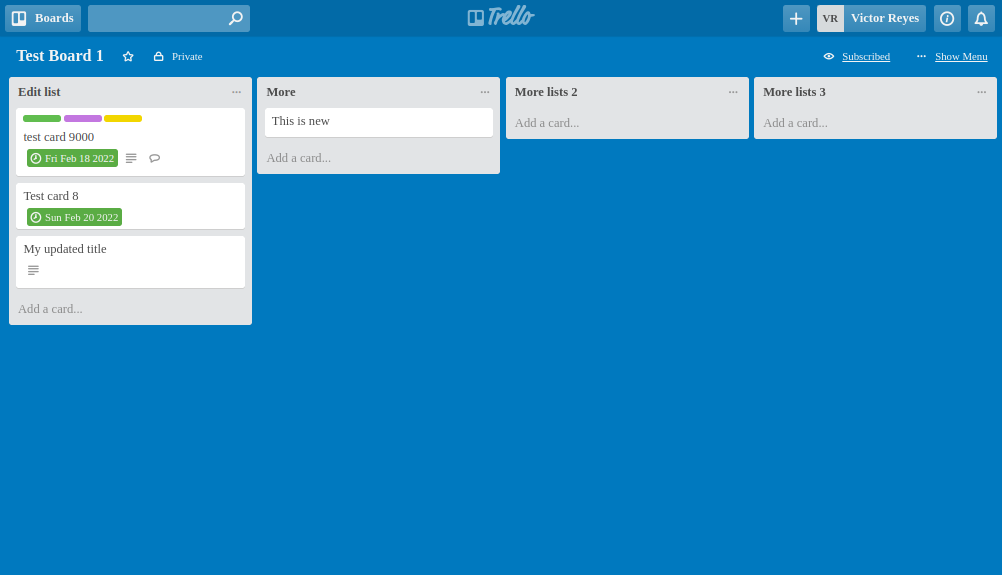 Boards
Trello
VR Victor Reyes
Test Board 1
Private
Subscribed
Show Menu
Edit list
test card 9000
Fri Feb 18 2022
Test card 8
Sun Feb 20 2022
My updated title
Add a card...
More
This is new
Add a card...
More lists 2
Add a card...
More lists 3
Add a card...